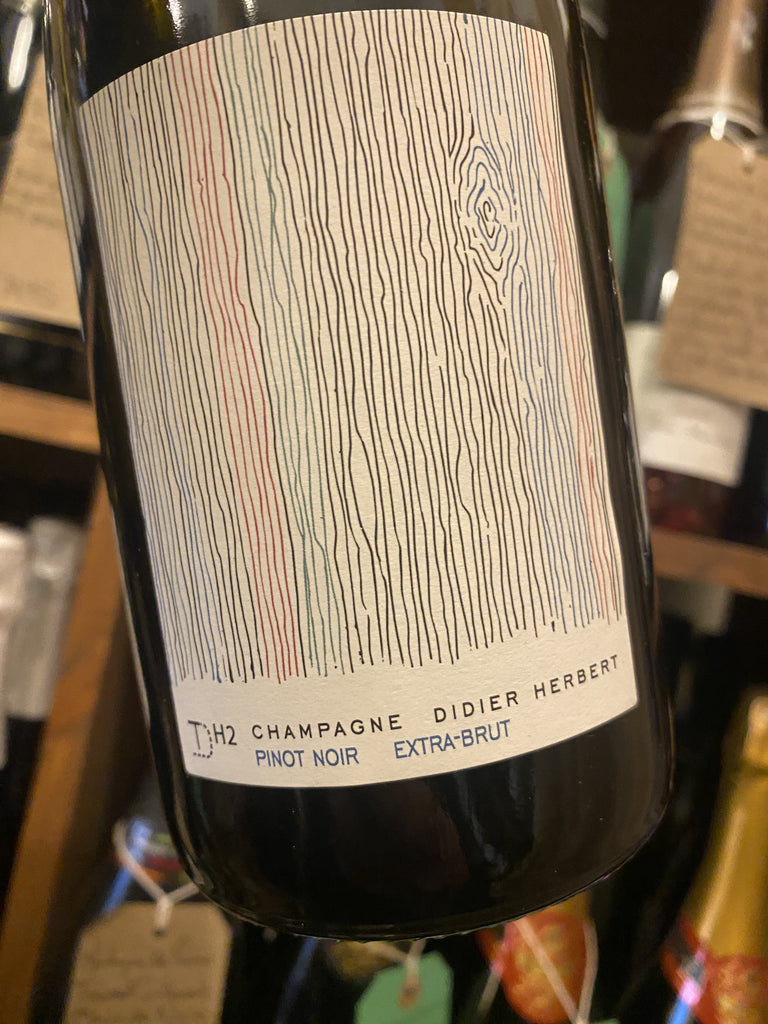 DH2 CHAMPAGNE DIDIER HERBERT
PINOT NOIR EXTRA-BRUT